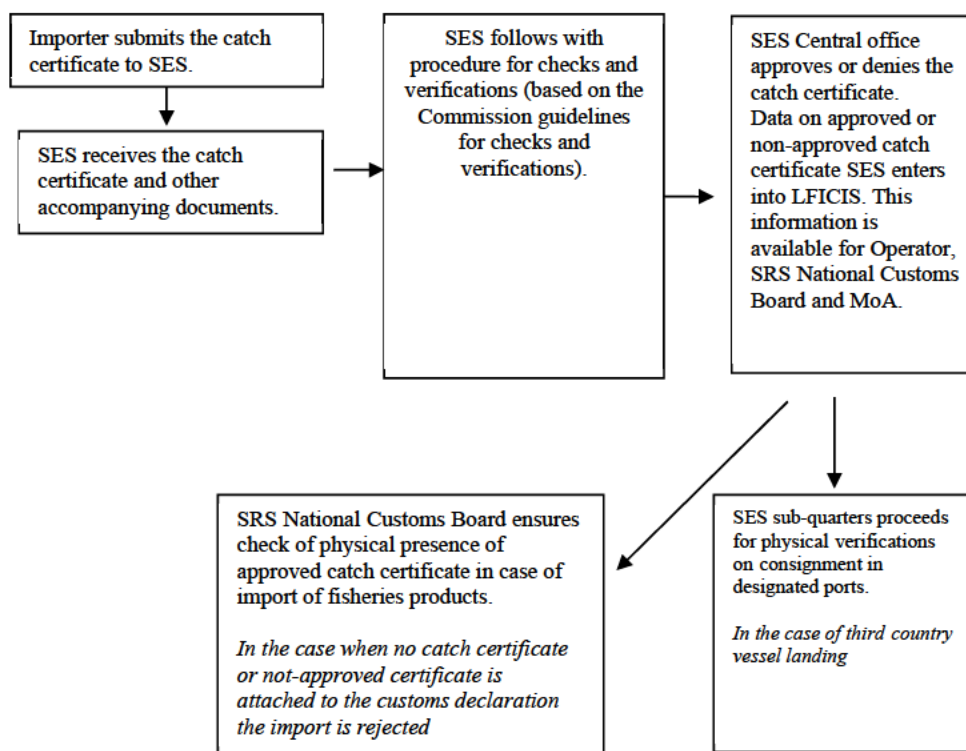 Importer submits the catch
certificate to SES.
SES receives the catch
certificate and other
accompanying documents.
SES follows with
procedure for checks and
verifications (based on the
Commission guidelines
for checks and
verifications).
SES Central office
approves or denies the
catch certificate.
Data on approved or
non-approved catch
certificate SES enters
into LFICIS. This
information is
available for Operator,
SRS National Customs
Board and MoA.
SRS National Customs Board ensures
check of physical presence of
approved catch certificate in case of
import of fisheries products.
In the case when no catch certificate
or not-approved certificate is
attached to the customs declaration
the import is rejected
SES sub-quarters proceeds
for physical verifications
on consignment in
designated ports.
In the case of third country
vessel landing